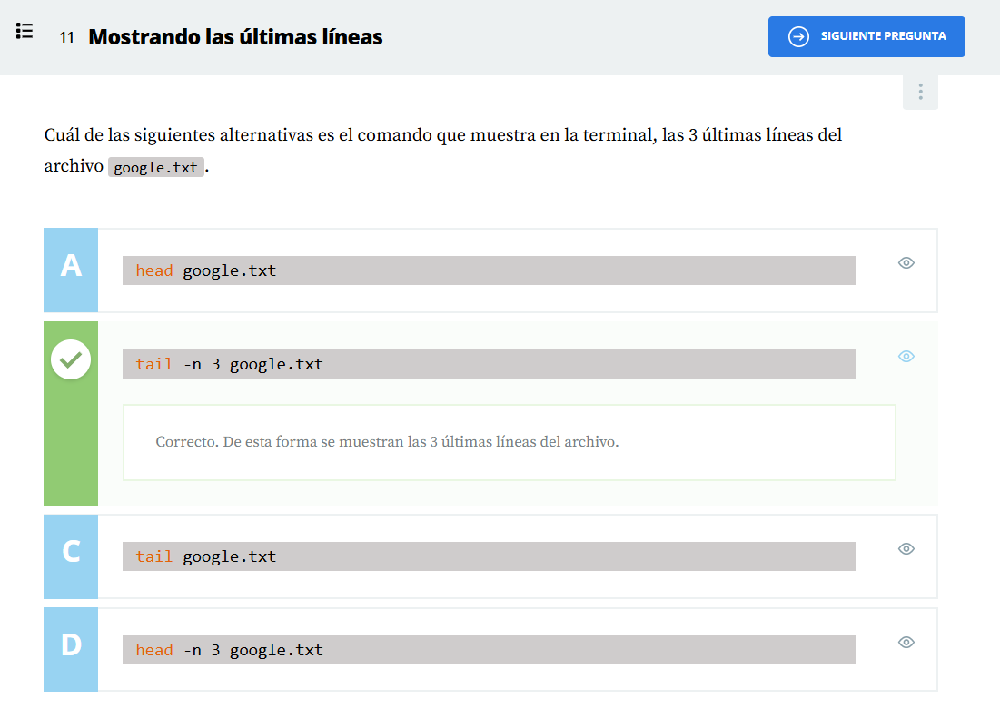 11 Mostrando las últimas líneas
SIGUIENTE PREGUNTA
Cuál de las siguientes alternativas es el comando que muestra en la terminal, las 3 últimas líneas del
archivo google.txt.
A
head google.txt
tail -n 3 google.txt
Correcto. De esta forma se muestran las 3 últimas líneas del archivo.
C
tail google.txt
D
head -n 3 google.txt